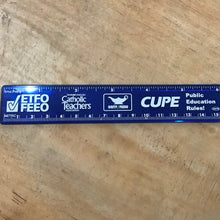 ETFO
FEEO
Catholic
Teachers
CUPE
Public
Education
Rules!
METRIC 1 2 3 4 5 6 7 8 9 10 11 12 13 14 15